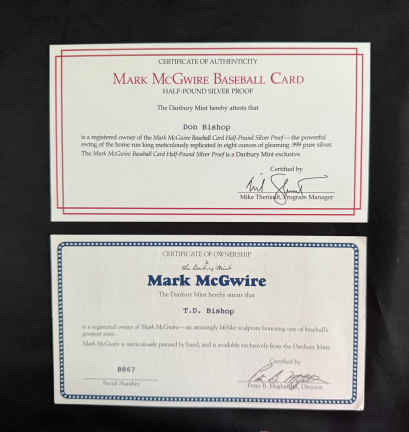 CERTIFICATE OF AUTHENTICITY
MARK MCGWIRE BASEBALL CARD
HALF-POUND SILVER PROOF
The Danbury Mint hereby attests that
Don Bishop
is a registered owner of the Mark McGwire Baseball Card Half-Pound Silver Proof—the powerful
swing of the home run king meticulously replicated in eight ounces of gleaming .999 pure silver.
The Mark McGwire Baseball Card Half-Pound Silver Proof is a Danbury Mint exclusive.
Certified by
Mike Theriault, Program Manager
CERTIFICATE OF OWNERSHIP
The Danbury Mint
Mark McGwire
The Danbury Mint hereby attests that
T.D. Bishop
is a registered owner of Mark McGwire—an amazingly lifelike sculpture honoring one of baseball's
greatest stars.
Mark McGwire is meticulously painted by hand, and is available exclusively from the Danbury Mint.
Certified by
0067
Serial Number
Peter B. Director